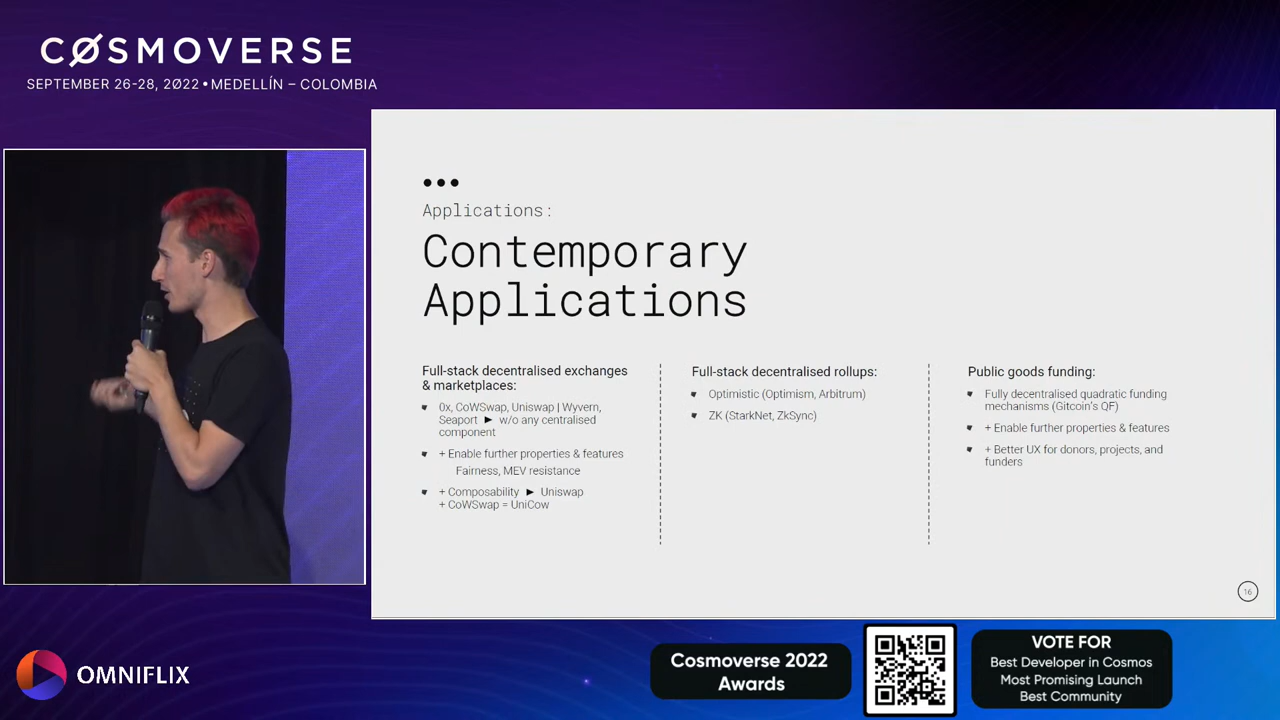 CØSMOVERSE
SEPTEMBER 26-28, 2022 • MEDELLÍN – COLOMBIA
Applications:
Contemporary
Applications
Full-stack decentralised exchanges
& marketplaces:
0x, CoWSwap, Uniswap | Wyvern,
Seaport ► w/o any centralised
component
+ Enable further properties & features
Fairness, MEV resistance
+ Composability ► Uniswap
+ CoWSwap = UniCow
Full-stack decentralised rollups:
Optimistic (Optimism, Arbitrum)
ZK (StarkNet, ZkSync)
Public goods funding:
Fully decentralised quadratic funding
mechanisms (Gitcoin's QF)
+ Enable further properties & features
+ Better UX for donors, projects, and
funders
16
OMNIFLIX
Cosmoverse 2022
Awards
VOTE FOR
Best Developer in Cosmos
Most Promising Launch
Best Community